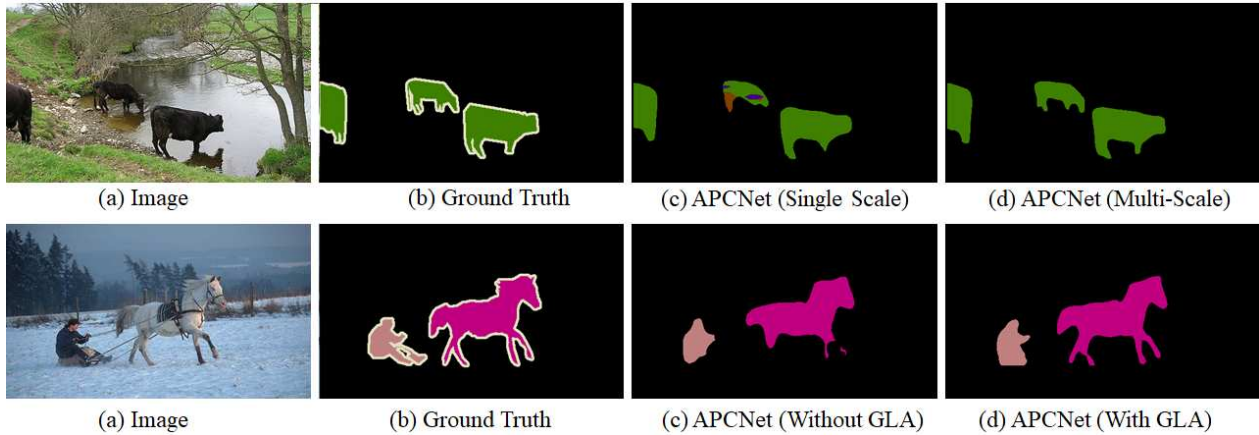 (a) Image
(b) Ground Truth
(c) APCNet (Single Scale)
(d) APCNet (Multi-Scale)
(a) Image
(b) Ground Truth
(c) APCNet (Without GLA)
(d) APCNet (With GLA)